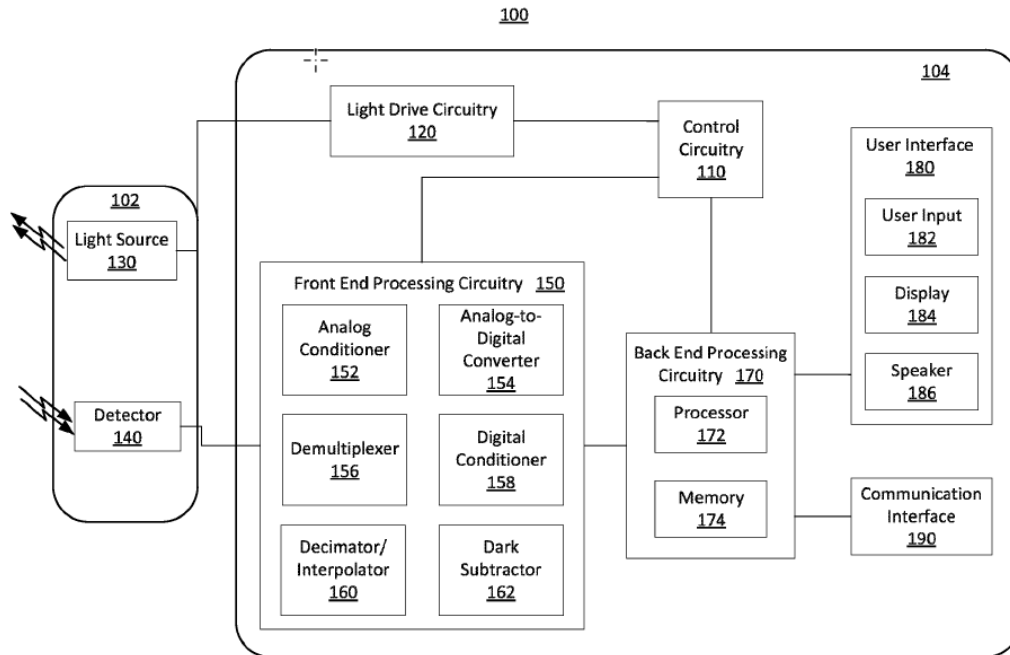 100
104
Light Drive Circuitry
120
Control
Circuitry
110
User Interface
180
User Input
182
Display
184
Speaker
186
102
Light Source
130
Detector
140
Front End Processing Circuitry 150
Analog
Conditioner
152
Analog-to-
Digital
Converter
154
Demultiplexer
156
Digital
Conditioner
158
Decimator/
Interpolator
160
Dark
Subtractor
162
Back End Processing
Circuitry 170
Processor
172
Memory
174
Communication
Interface
190